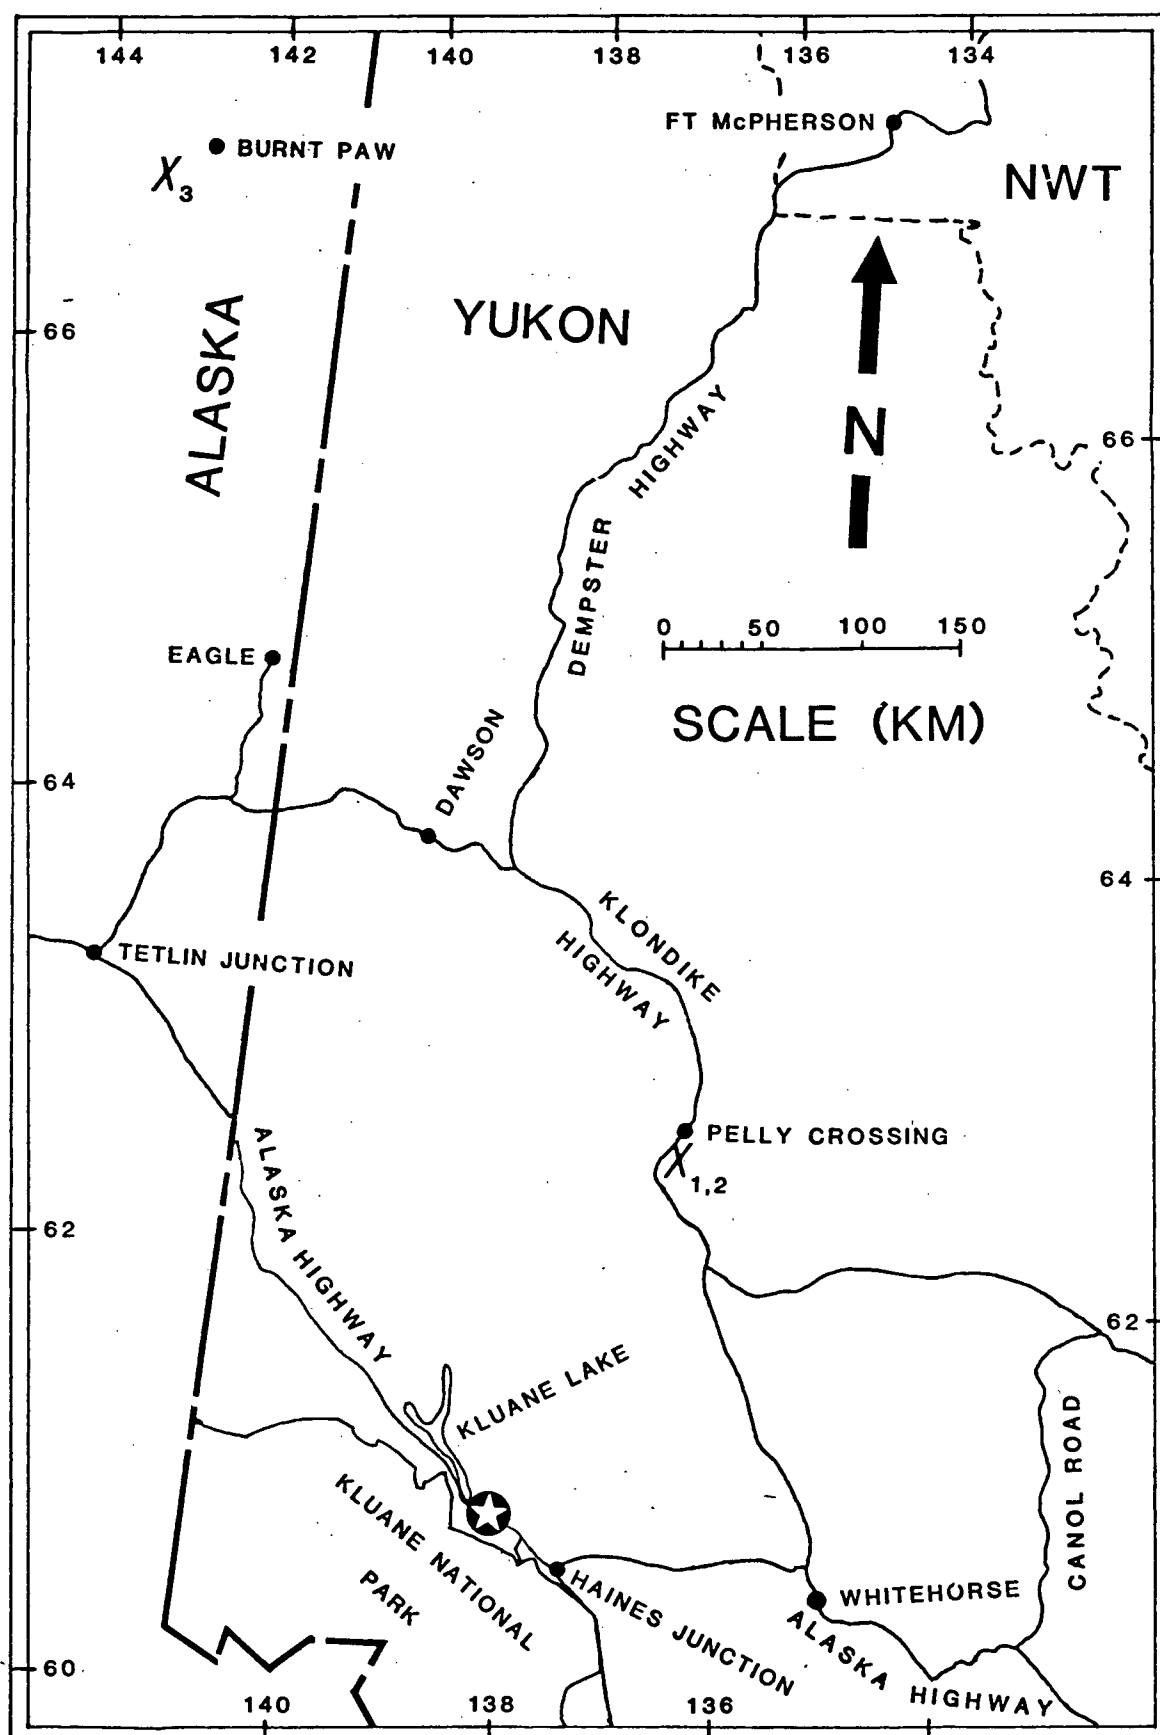 144 142 140 138 136 134
FT McPHERSON
BURNT PAW
X3
NWT
ALASKA
YUKON
66
66
HIGHWAY
N
DEMPSTER
0 50 100 150
EAGLE
SCALE (KM)
DAWSON
64
64
KLONDIKE
HIGHWAY
TETLIN JUNCTION
PELLY CROSSING
X1,2
ALASKA HIGHWAY
62
62
KLUANE LAKE
CANOL ROAD
KLUANE NATIONAL
PARK
HAINES JUNCTION
WHITEHORSE
ALASKA HIGHWAY
60
140 138 136